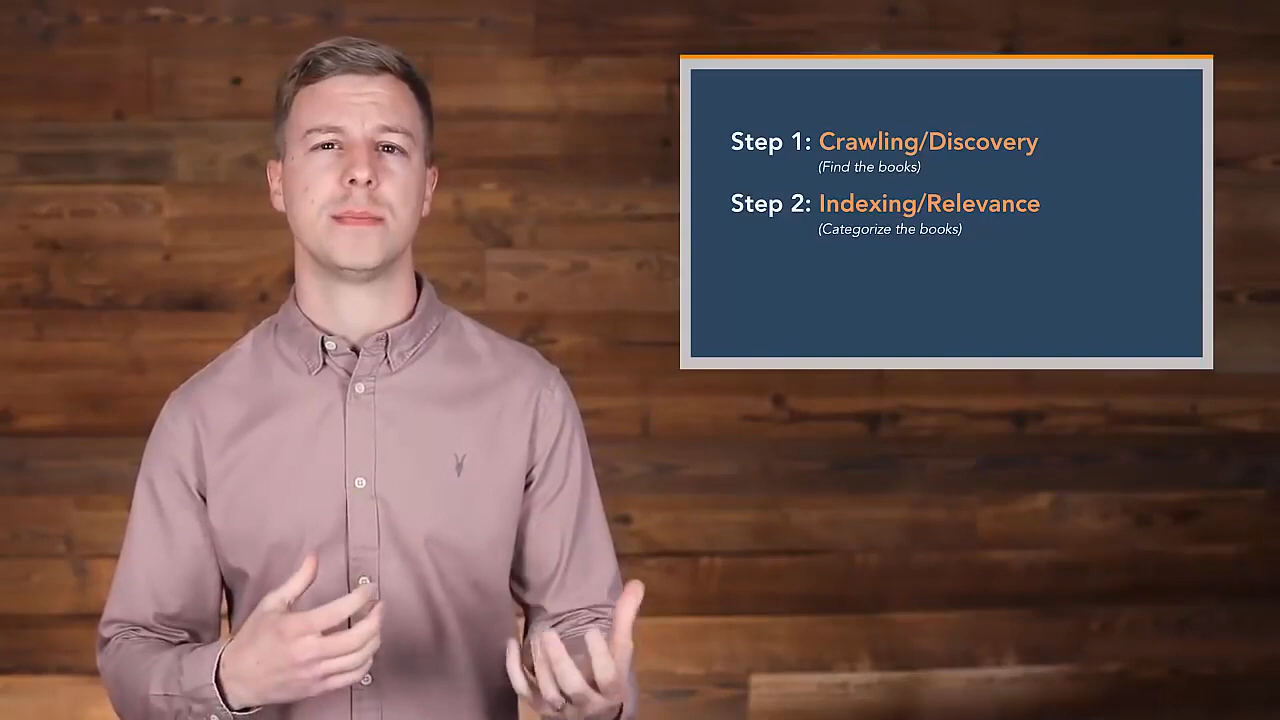 Step 1: Crawling/Discovery
(Find the books)
Step 2: Indexing/Relevance
(Categorize the books)